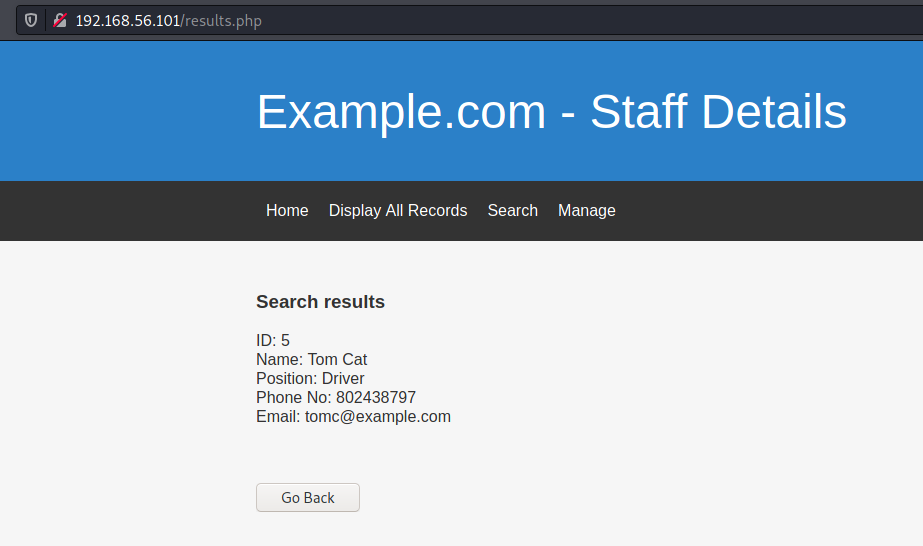 192.168.56.101/results.php
Example.com - Staff Details
Home Display All Records Search Manage
Search results
ID: 5
Name: Tom Cat
Position: Driver
Phone No: 802438797
Email: tomc@example.com
Go Back